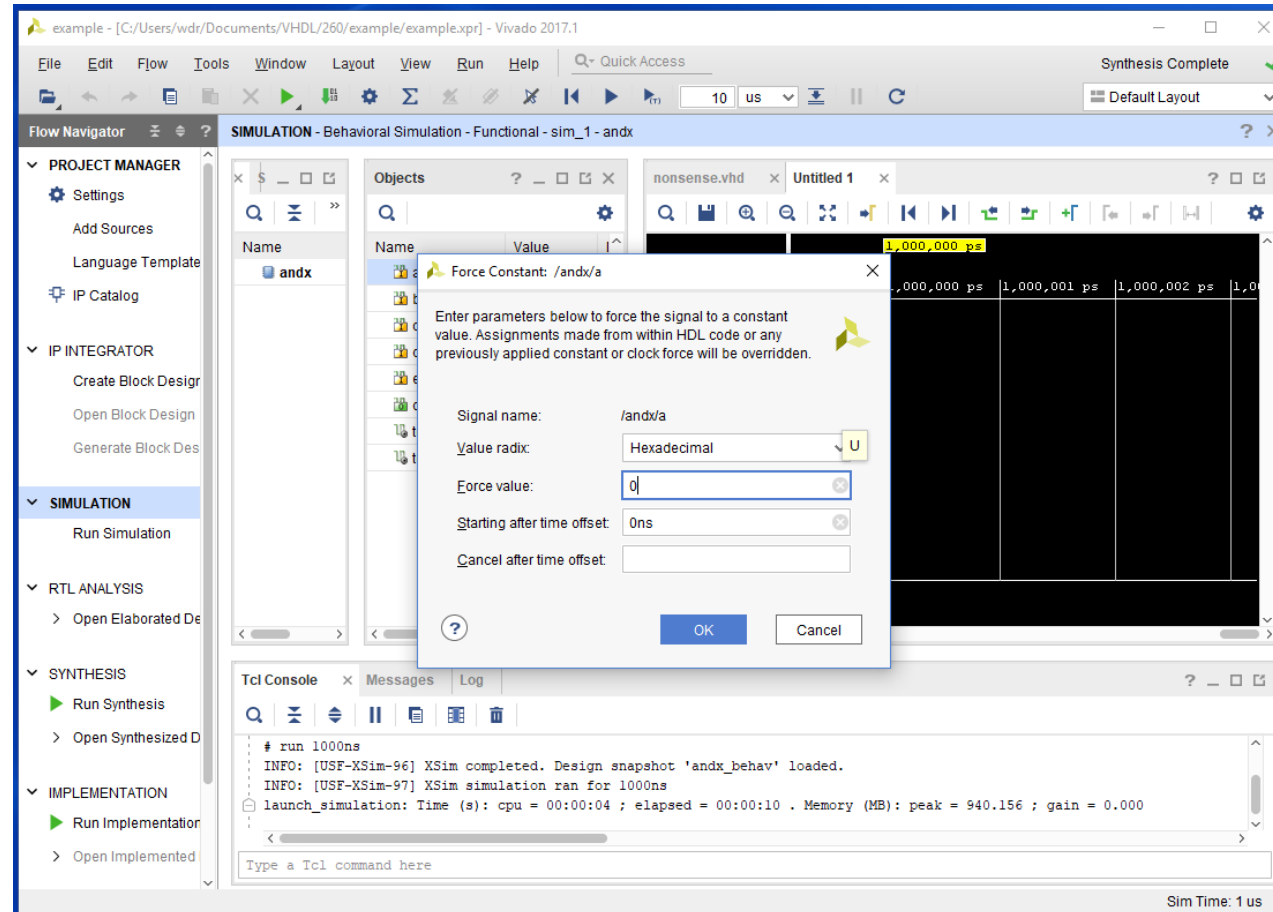 example - [C:/Users/wdr/Documents/VHDL/260/example/example.xpr] - Vivado 2017.1
File Edit Flow Tools Window Layout View Run Help Quick Access Synthesis Complete
10 us Default Layout
Flow Navigator ? SIMULATION - Behavioral Simulation - Functional - sim_1 - andx ?
PROJECT MANAGER
Settings
Add Sources
Language Template
IP Catalog
IP INTEGRATOR
Create Block Design
Open Block Design
Generate Block Des
SIMULATION
Run Simulation
RTL ANALYSIS
Open Elaborated De
SYNTHESIS
Run Synthesis
Open Synthesized D
IMPLEMENTATION
Run Implementation
Open Implemented
S
Name
andx
Objects ?
Name Value
nonsense.vhd Untitled 1 ?
1,000,000 ps
,000,000 ps 1,000,001 ps 1,000,002 ps 1,00
Force Constant: /andx/a
Enter parameters below to force the signal to a constant
value. Assignments made from within HDL code or any
previously applied constant or clock force will be overridden.
Signal name: /andx/a
Value radix: Hexadecimal U
Force value: 0
Starting after time offset: 0ns
Cancel after time offset:
? OK Cancel
Tcl Console Messages Log ?
# run 1000ns
INFO: [USF-XSim-96] XSim completed. Design snapshot 'andx_behav' loaded.
INFO: [USF-XSim-97] XSim simulation ran for 1000ns
launch_simulation: Time (s): cpu = 00:00:04 ; elapsed = 00:00:10 . Memory (MB): peak = 940.156 ; gain = 0.000
Type a Tcl command here
Sim Time: 1 us